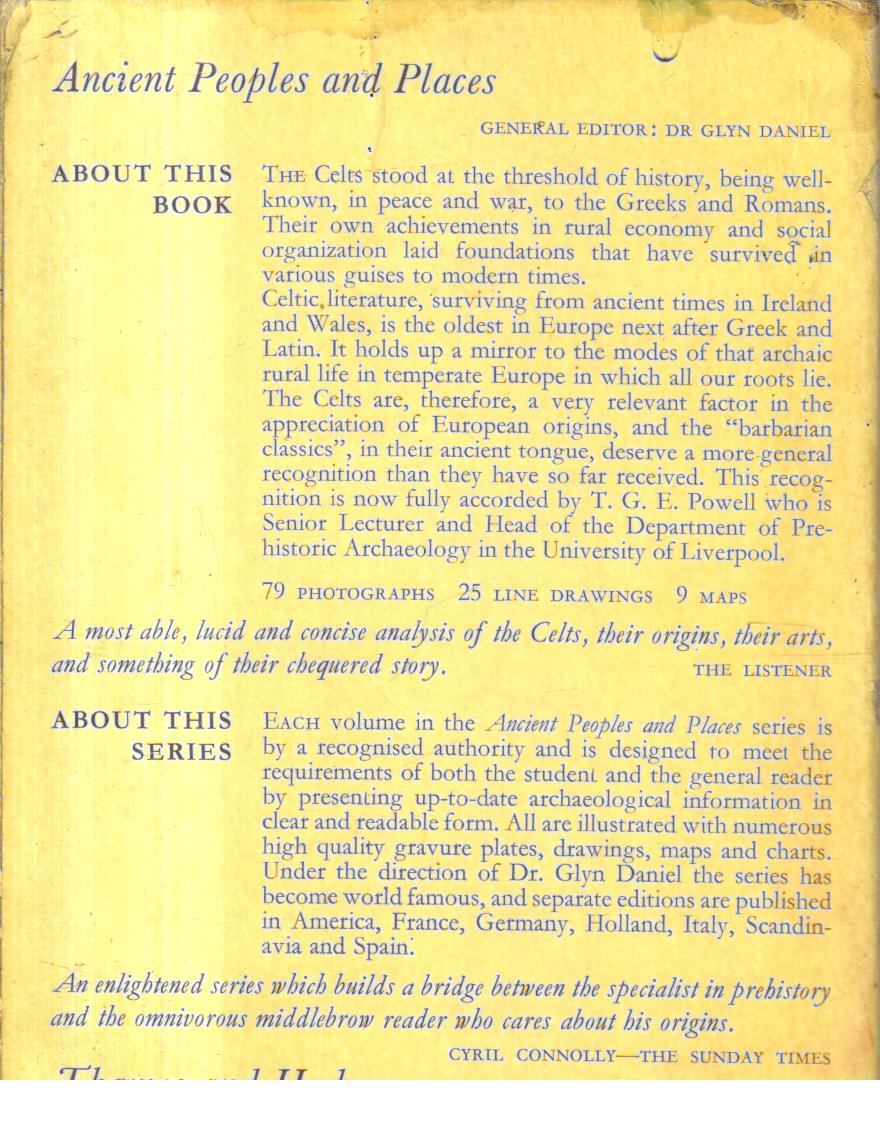 Ancient Peoples and Places
GENERAL EDITOR: DR GLYN DANIEL
ABOUT THIS
BOOK
THE Celts stood at the threshold of history, being well-
known, in peace and war, to the Greeks and Romans.
Their own achievements in rural economy and social
organization laid foundations that have survived in
various guises to modern times.
Celtic literature, surviving from ancient times in Ireland
and Wales, is the oldest in Europe next after Greek and
Latin. It holds up a mirror to the modes of that archaic
rural life in temperate Europe in which all our roots lie.
The Celts are, therefore, a very relevant factor in the
appreciation of European origins, and the “barbarian
classics”, in their ancient tongue, deserve a more general
recognition than they have so far received. This recog-
nition is now fully accorded by T. G. E. Powell who is
Senior Lecturer and Head of the Department of Pre-
historic Archaeology in the University of Liverpool.
79 PHOTOGRAPHS 25 LINE DRAWINGS 9 MAPS
A most able, lucid and concise analysis of the Celts, their origins, their arts,
and something of their chequered story. THE LISTENER
ABOUT THIS
SERIES
EACH volume in the Ancient Peoples and Places series is
by a recognised authority and is designed to meet the
requirements of both the student and the general reader
by presenting up-to-date archaeological information in
clear and readable form. All are illustrated with numerous
high quality gravure plates, drawings, maps and charts.
Under the direction of Dr. Glyn Daniel the series has
become world famous, and separate editions are published
in America, France, Germany, Holland, Italy, Scandin-
avia and Spain.
An enlightened series which builds a bridge between the specialist in prehistory
and the omnivorous middlebrow reader who cares about his origins.
CYRIL CONNOLLY—THE SUNDAY TIMES